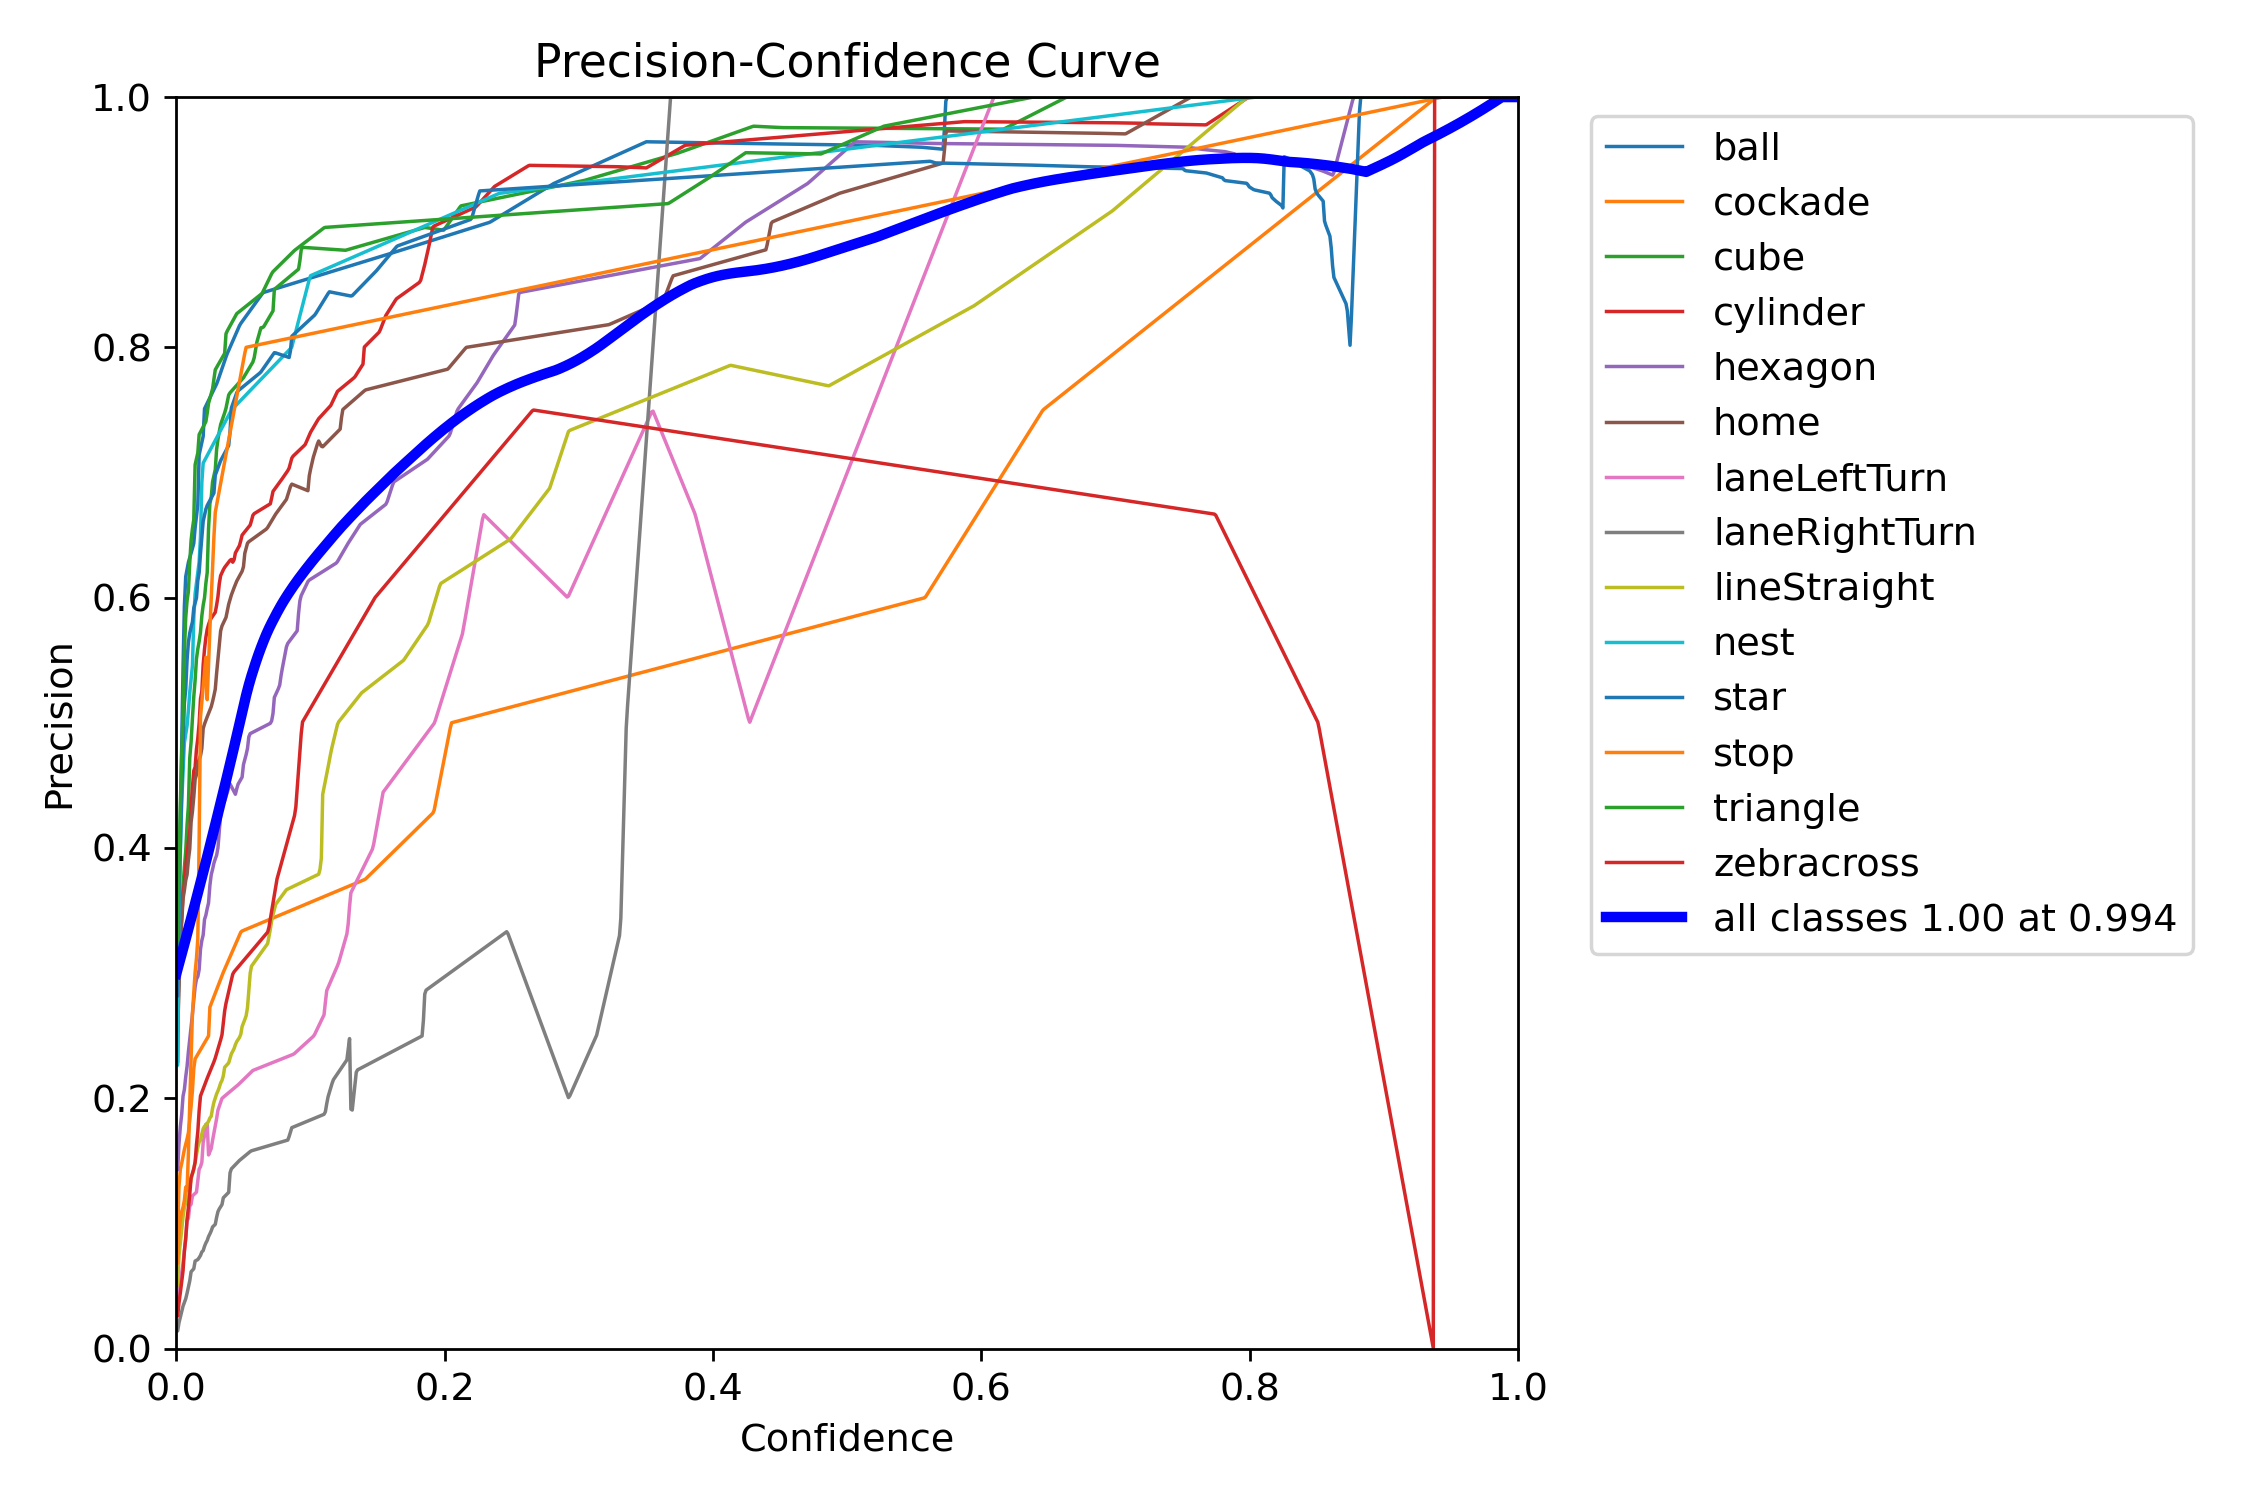 Precision-Confidence Curve
1.0
0.8
0.6
0.4
0.2
0.0
Precision
0.0 0.2 0.4 0.6 0.8 1.0
Confidence
ball
cockade
cube
cylinder
hexagon
home
laneLeftTurn
laneRightTurn
lineStraight
nest
star
stop
triangle
zebracross
all classes 1.00 at 0.994